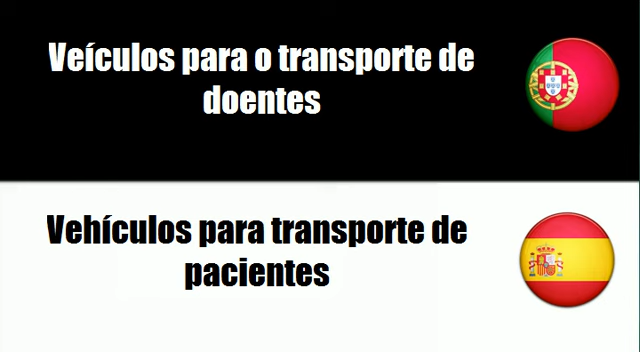 Veículos para o transporte de
doentes
Vehículos para transporte de
pacientes